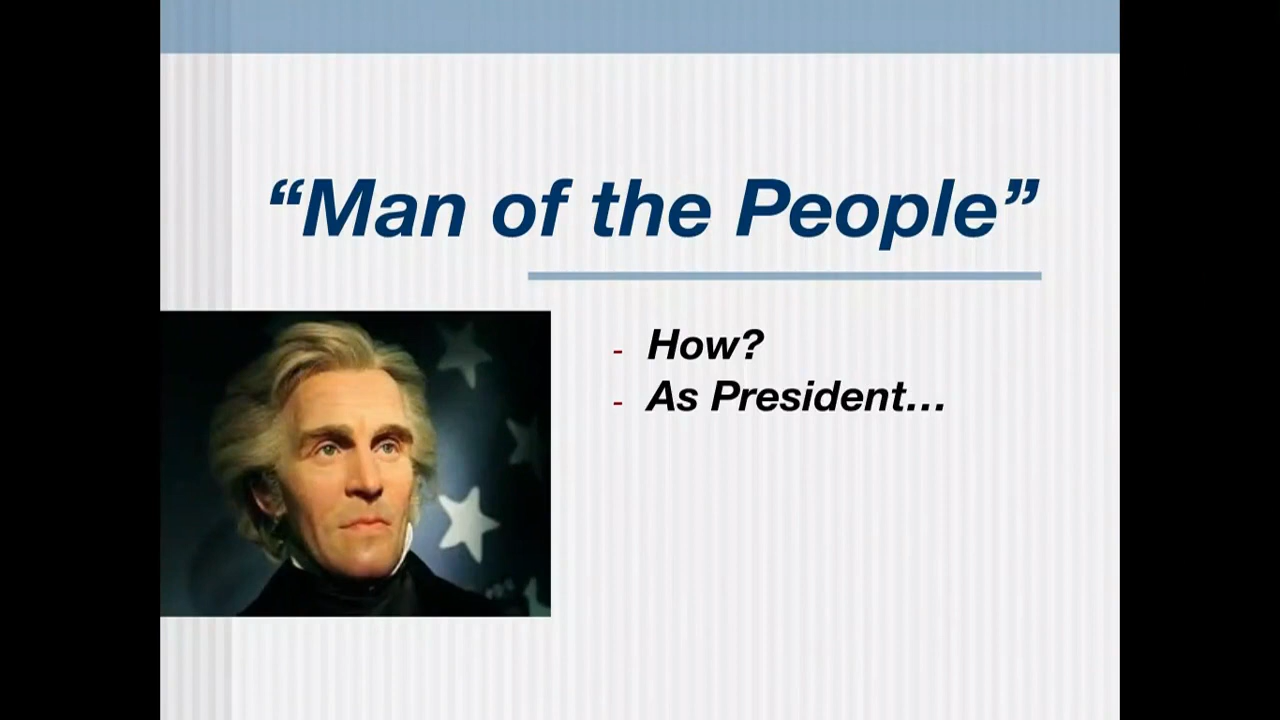 “Man of the People”
- How?
- As President...